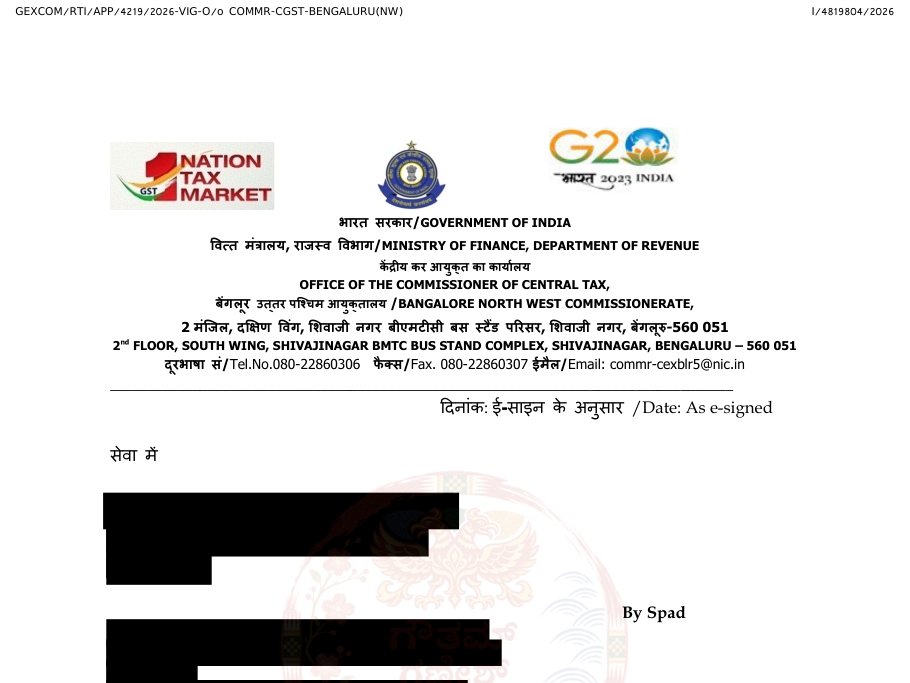 GEXCOM/RTI/APP/4219/2026-VIG-O/o COMMR-CGST-BENGALURU(NW) I/4819804/2026
1 NATION
TAX
MARKET
GST
G20
भारत 2023 INDIA
भारत सरकार/GOVERNMENT OF INDIA
वित्त मंत्रालय, राजस्व विभाग/MINISTRY OF FINANCE, DEPARTMENT OF REVENUE
केंद्रीय कर आयुक्त का कार्यालय
OFFICE OF THE COMMISSIONER OF CENTRAL TAX,
बेंगलूर उत्तर पश्चिम आयुक्तालय /BANGALORE NORTH WEST COMMISSIONERATE,
2 मंजिल, दक्षिण विंग, शिवाजी नगर बीएमटीसी बस स्टैंड परिसर, शिवाजी नगर, बेंगलूरु-560 051
2nd FLOOR, SOUTH WING, SHIVAJINAGAR BMTC BUS STAND COMPLEX, SHIVAJINAGAR, BENGALURU – 560 051
दूरभाषा सं/Tel.No.080-22860306 फैक्स/Fax. 080-22860307 ईमैल/Email: commr-cexblr5@nic.in
दिनांक: ई-साइन के अनुसार /Date: As e-signed
सेवा में
By Spad
ಗೌತಮ್
ಗಣೇಶ್